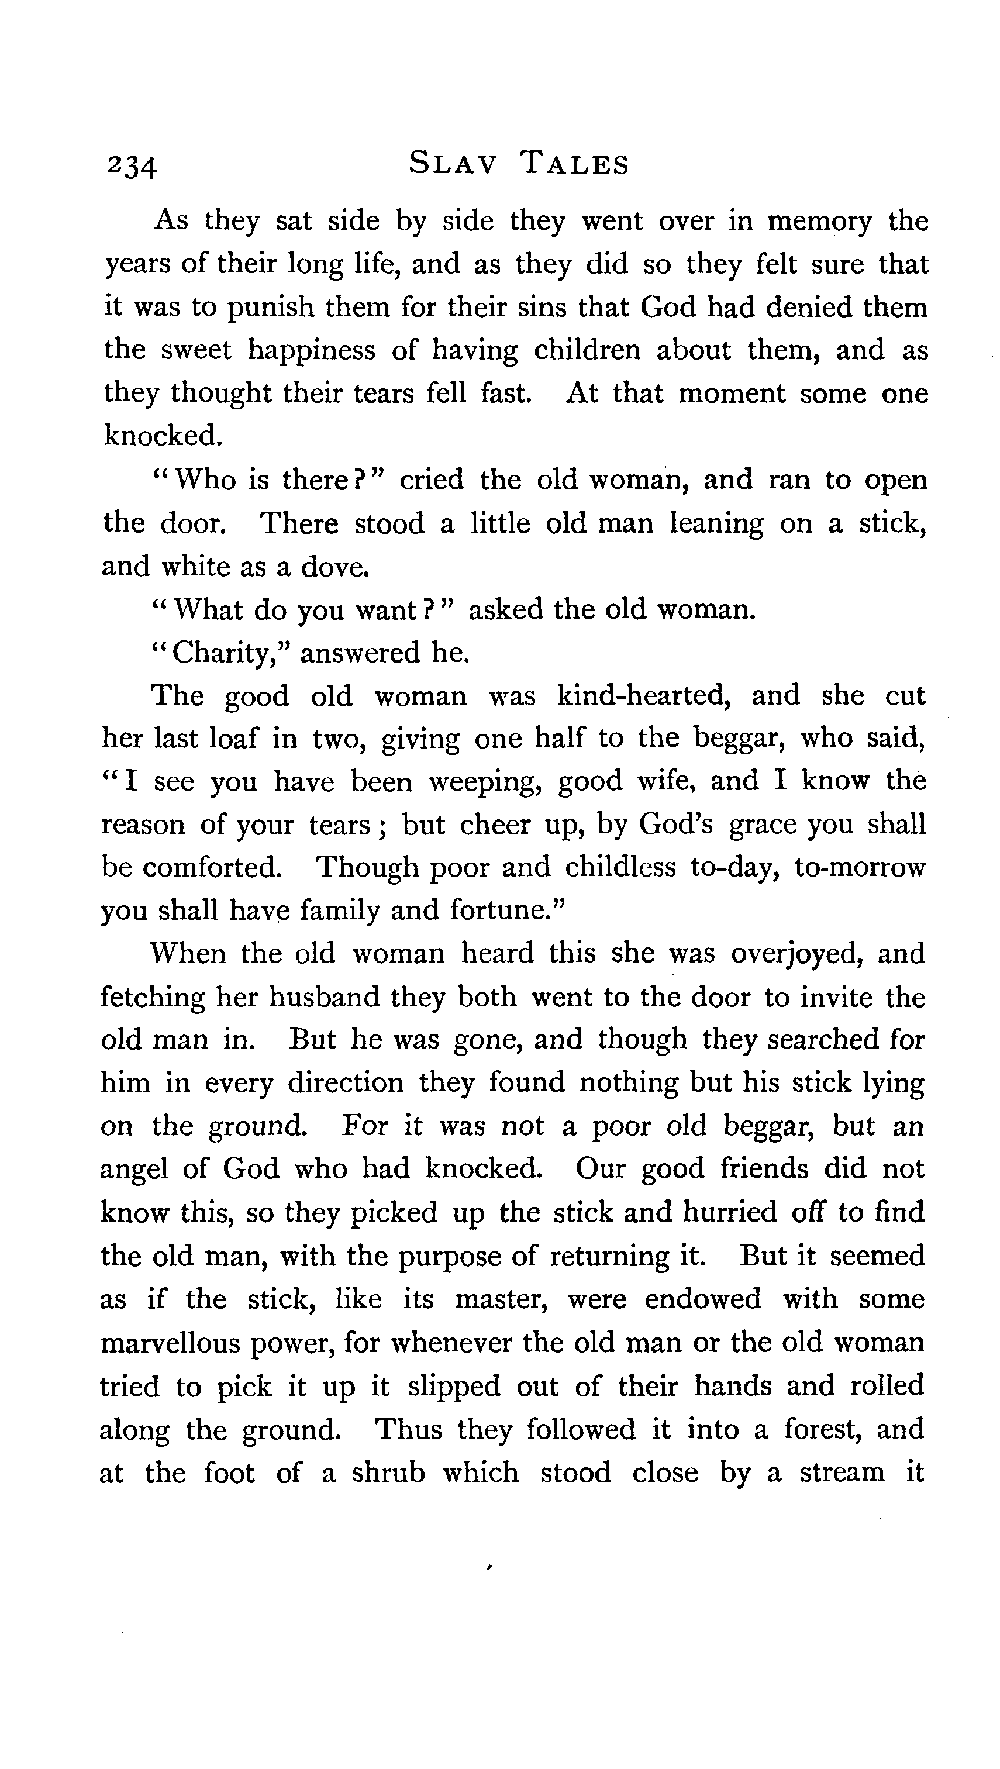 234 SLAV TALES
As they sat side by side they went over in memory the
years of their long life, and as they did so they felt sure that
it was to punish them for their sins that God had denied them
the sweet happiness of having children about them, and as
they thought their tears fell fast. At that moment some one
knocked.
"Who is there?" cried the old woman, and ran to open
the door. There stood a little old man leaning on a stick,
and white as a dove.
"What do you want?" asked the old woman.
"Charity," answered he.
The good old woman was kind-hearted, and she cut
her last loaf in two, giving one half to the beggar, who said,
"I see you have been weeping, good wife, and I know the
reason of your tears; but cheer up, by God's grace you shall
be comforted. Though poor and childless to-day, to-morrow
you shall have family and fortune."
When the old woman heard this she was overjoyed, and
fetching her husband they both went to the door to invite the
old man in. But he was gone, and though they searched for
him in every direction they found nothing but his stick lying
on the ground. For it was not a poor old beggar, but an
angel of God who had knocked. Our good friends did not
know this, so they picked up the stick and hurried off to find
the old man, with the purpose of returning it. But it seemed
as if the stick, like its master, were endowed with some
marvellous power, for whenever the old man or the old woman
tried to pick it up it slipped out of their hands and rolled
along the ground. Thus they followed it into a forest, and
at the foot of a shrub which stood close by a stream it